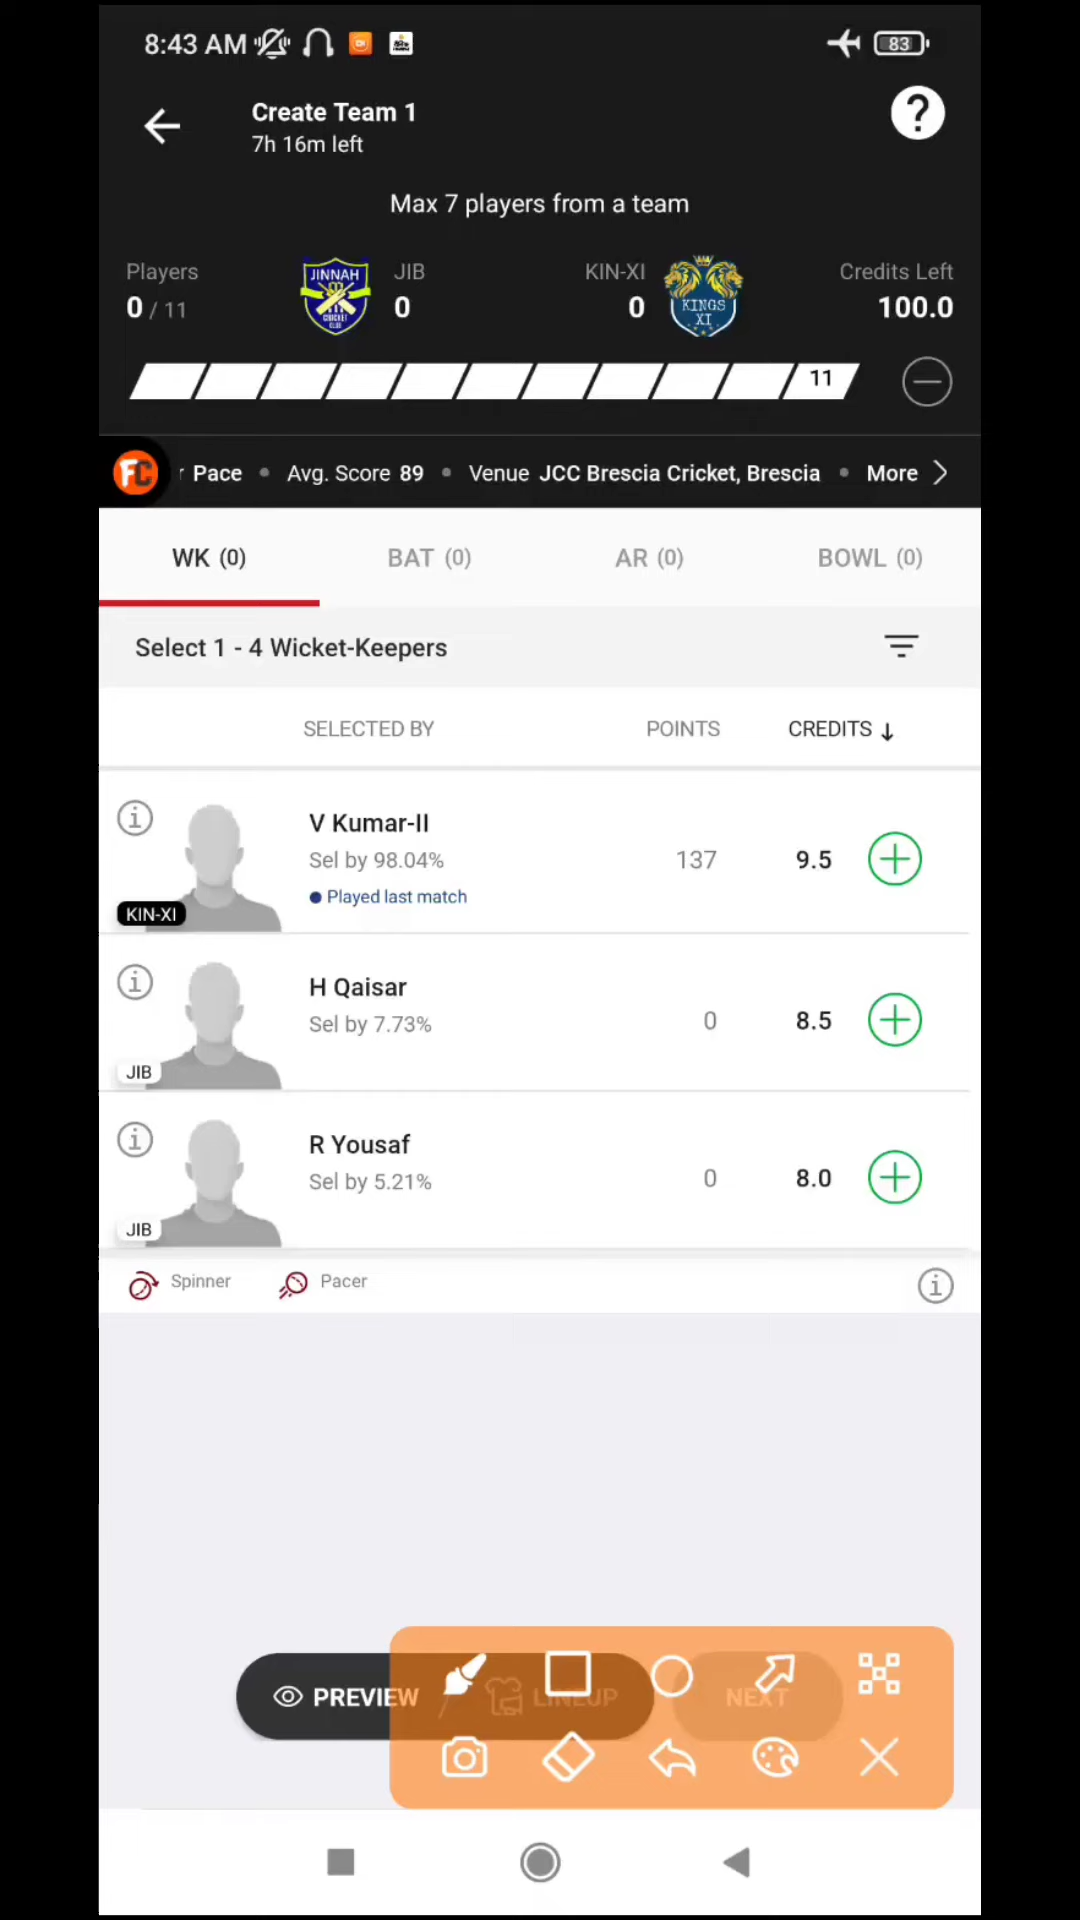 8:43 AM
83
Create Team 1
7h 16m left
?
Max 7 players from a team
Players
JIB
KIN-XI
Credits Left
0 / 11
JINNAH
CRICKET
CLUB
0
0
KINGS
XI
100.0
11
FC
r Pace • Avg. Score 89 • Venue JCC Brescia Cricket, Brescia • More
WK (0)
BAT (0)
AR (0)
BOWL (0)
Select 1 - 4 Wicket-Keepers
SELECTED BY
POINTS
CREDITS ↓
V Kumar-II
Sel by 98.04%
137
9.5
Played last match
KIN-XI
H Qaisar
Sel by 7.73%
0
8.5
JIB
R Yousaf
Sel by 5.21%
0
8.0
JIB
Spinner
Pacer
PREVIEW
LINEUP
NEXT